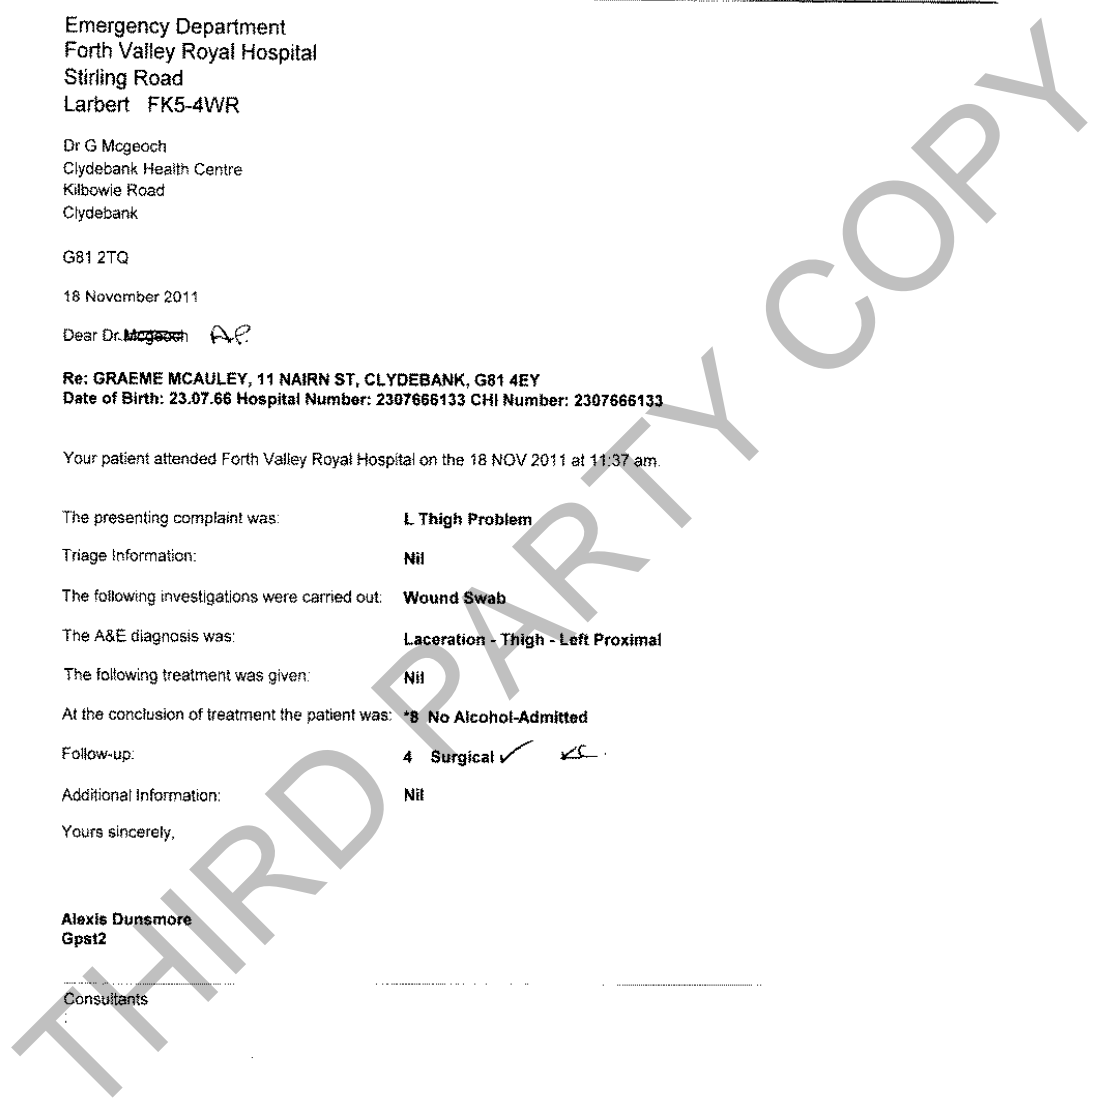 Emergency Department
Forth Valley Royal Hospital
Stirling Road
Larbert FK5-4WR
Dr G Mcgeoch
Clydebank Health Centre
Kilbowie Road
Clydebank
G81 2TQ
18 November 2011
Dear Dr. Mcgeoch A.P.
Re: GRAEME MCAULEY, 11 NAIRN ST, CLYDEBANK, G81 4EY
Date of Birth: 23.07.66 Hospital Number: 2307666133 CHI Number: 2307666133
Your patient attended Forth Valley Royal Hospital on the 18 NOV 2011 at 11:37 am.
The presenting complaint was: L Thigh Problem
Triage Information: Nil
The following investigations were carried out: Wound Swab
The A&E diagnosis was: Laceration - Thigh - Left Proximal
The following treatment was given: Nil
At the conclusion of treatment the patient was: *8 No Alcohol-Admitted
Follow-up: 4 Surgical ✓
Additional Information: Nil
Yours sincerely,
Alexis Dunsmore
Gpst2
Consultants
:
THIRD PARTY COPY